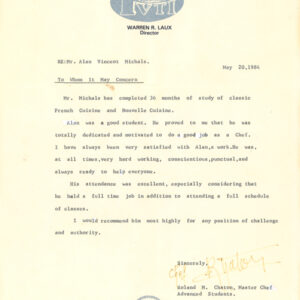 WARREN R. LAUX
Director
RE:Mr. Alan Vincent Michals.
May 20,1984
To Whom It May Concern
Mr. Michals has completed 36 months of study of classic
French Cuisine and Nouvelle Cuisine.
Alan was a good student. He proved to me that he was
totally dedicated and motivated to do a good job as a Chef,
I have always been very satisfied with Alan,s work.He was,
at all times,very hard working, conscientious,punctual,and
always ready to help everyone.
His attendance was excellent, especially considering that
he held a full time job in addition to attending a full schedule
of classes.
I would recommend him most highly for any position of challenge
and authority.
Sincerely,
Roland M. Chaton, Master Chef
Advanced Students.